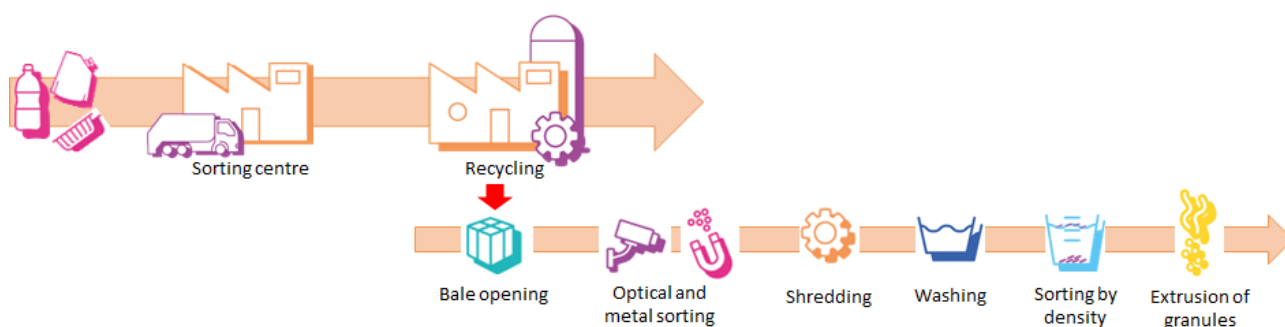 Sorting centre
Recycling
Bale opening
Optical and
metal sorting
Shredding
Washing
Sorting by
density
Extrusion of
granules